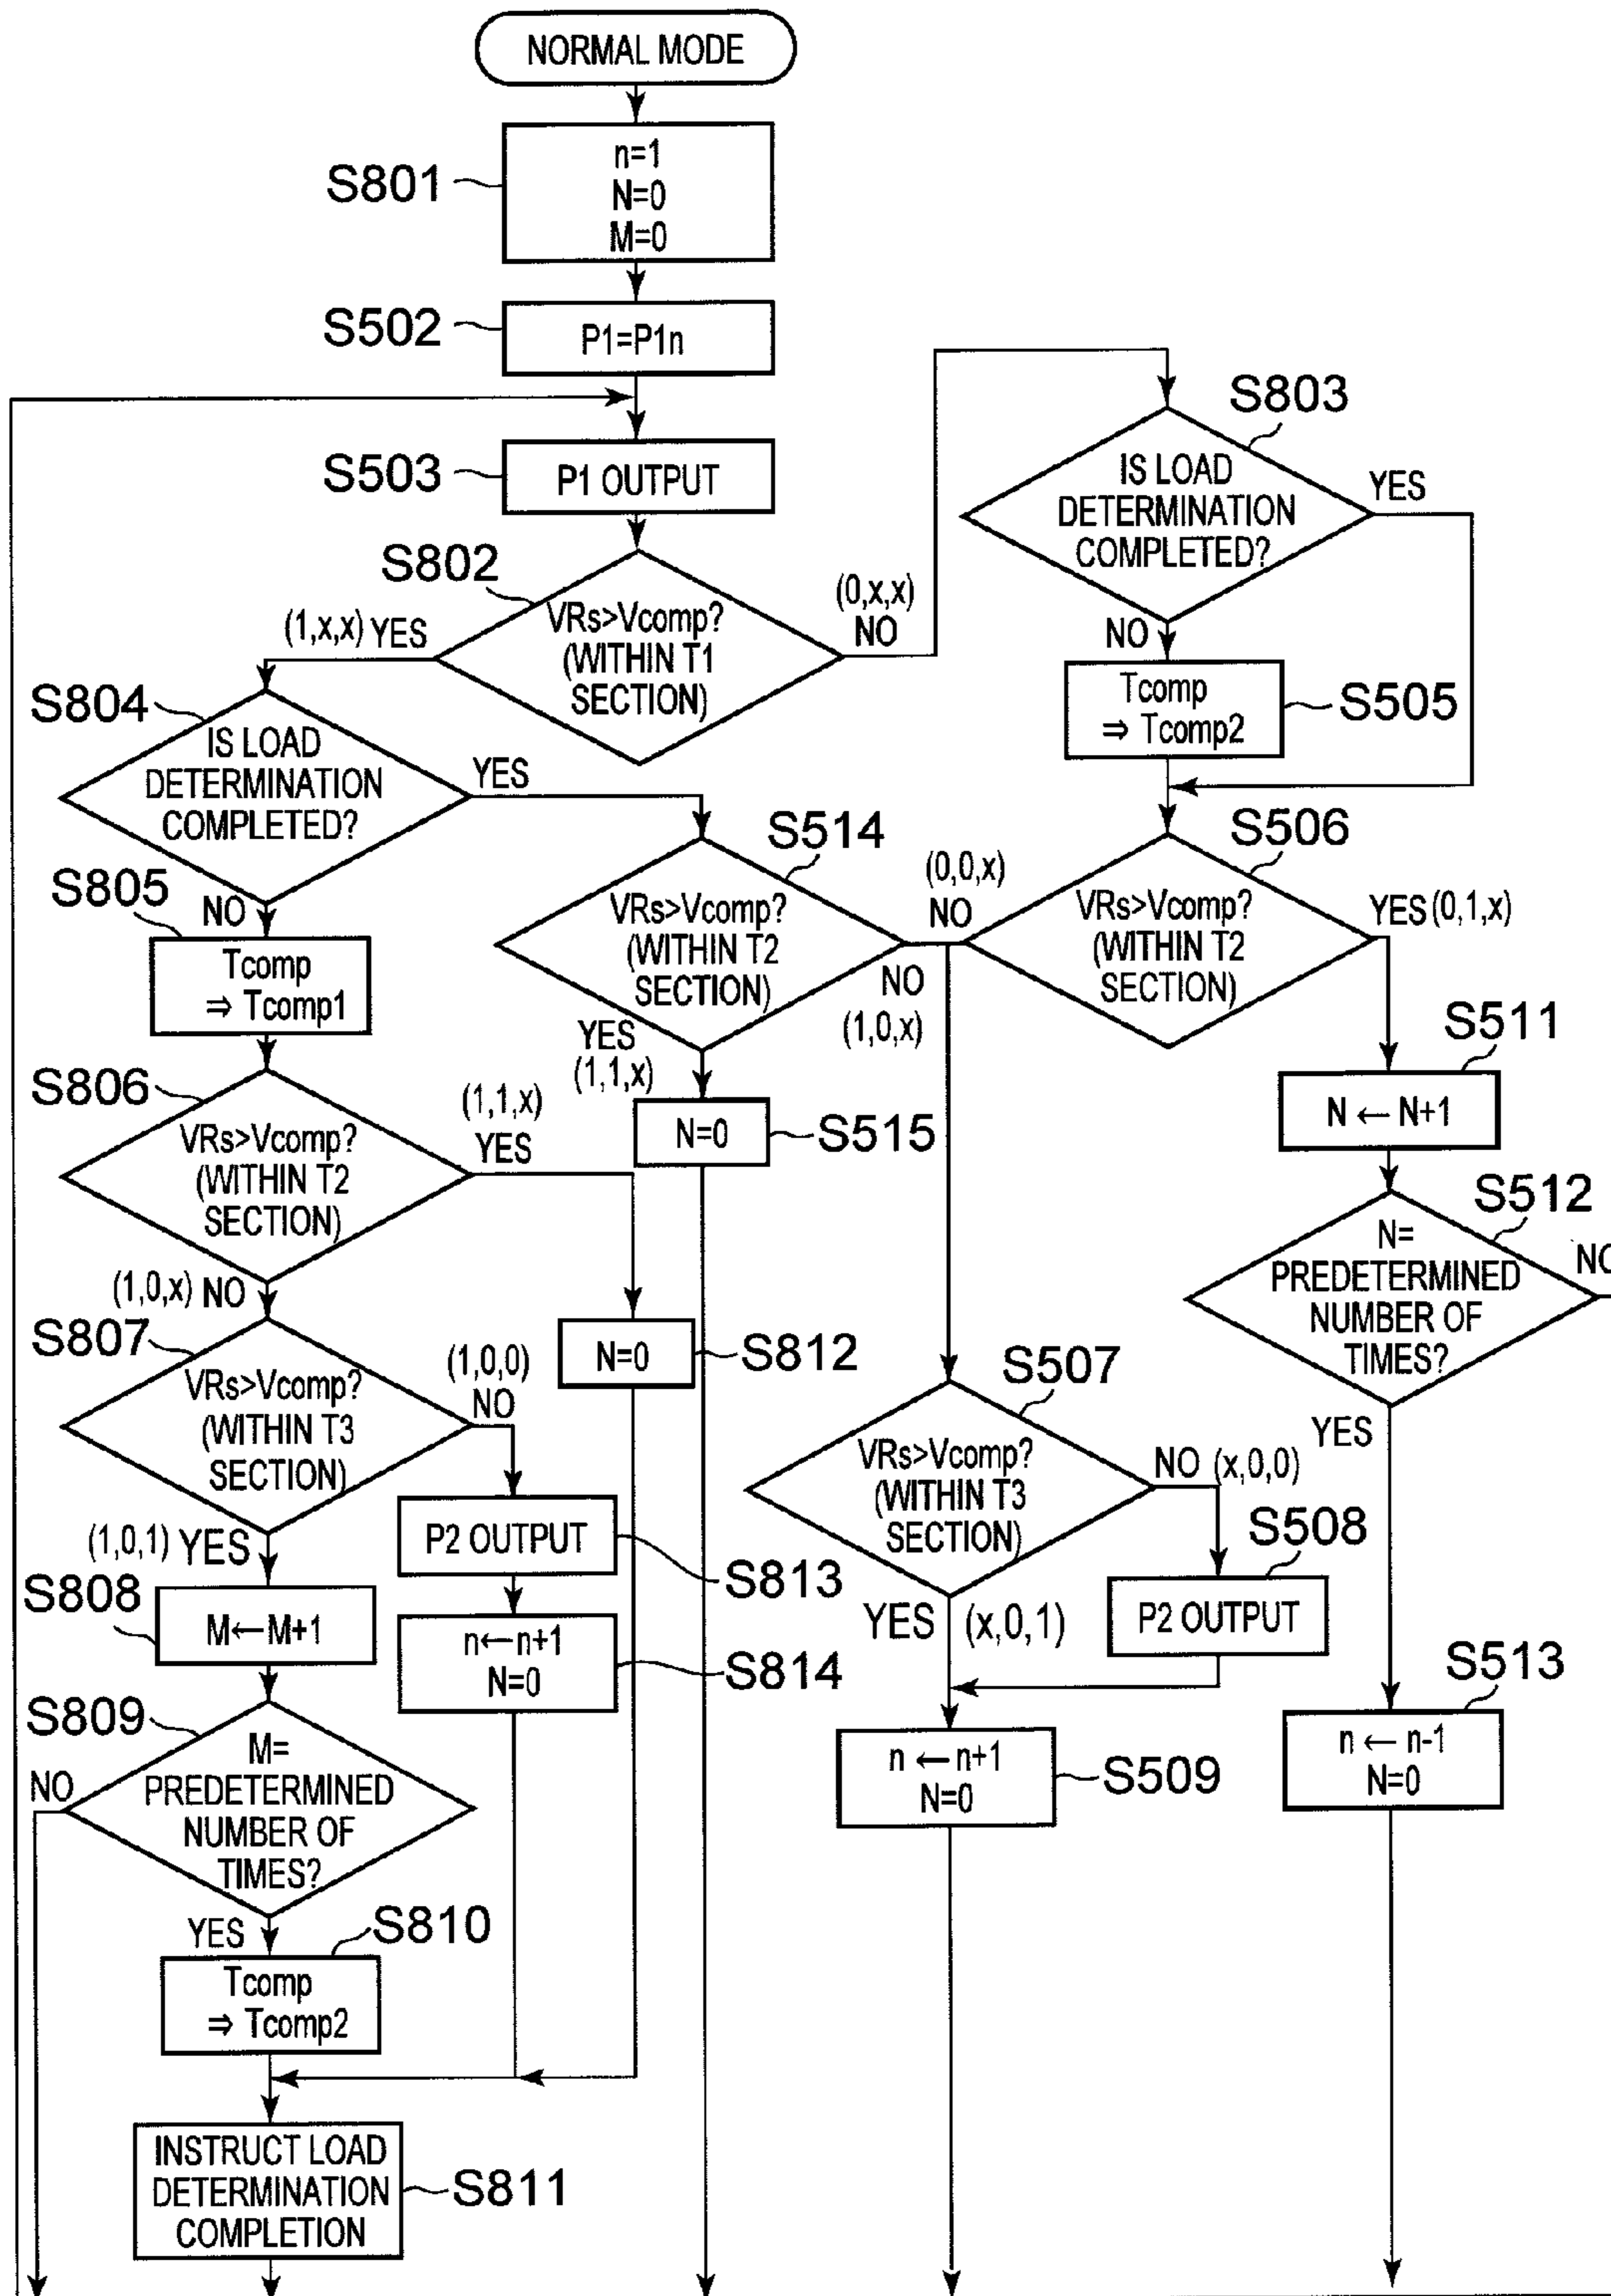 NORMAL MODE
S801
n=1
N=0
M=0
S502
P1=P1n
S503
P1 OUTPUT
S802
VRs>Vcomp?
(WITHIN T1
SECTION)
(1,x,x) YES
(0,x,x)
NO
S803
IS LOAD
DETERMINATION
COMPLETED?
YES
NO
Tcomp
⇒ Tcomp2
S505
S804
IS LOAD
DETERMINATION
COMPLETED?
YES
NO
S805
Tcomp
⇒ Tcomp1
S514
VRs>Vcomp?
(WITHIN T2
SECTION)
NO
(1,0,x)
YES
(1,1,x)
N=0
S515
S506
VRs>Vcomp?
(WITHIN T2
SECTION)
(0,0,x)
NO
YES (0,1,x)
S511
N ← N+1
S512
N=
PREDETERMINED
NUMBER OF
TIMES?
NO
YES
S806
VRs>Vcomp?
(WITHIN T2
SECTION)
(1,1,x)
YES
(1,0,x) NO
N=0
S812
S807
VRs>Vcomp?
(WITHIN T3
SECTION)
(1,0,0)
NO
(1,0,1) YES
P2 OUTPUT
S813
n←n+1
N=0
S814
S507
VRs>Vcomp?
(WITHIN T3
SECTION)
NO (x,0,0)
S508
P2 OUTPUT
YES (x,0,1)
n ← n+1
N=0
S509
S513
n ← n-1
N=0
S808
M←M+1
S809
M=
PREDETERMINED
NUMBER OF
TIMES?
NO
YES
S810
Tcomp
⇒ Tcomp2
INSTRUCT LOAD
DETERMINATION
COMPLETION
S811